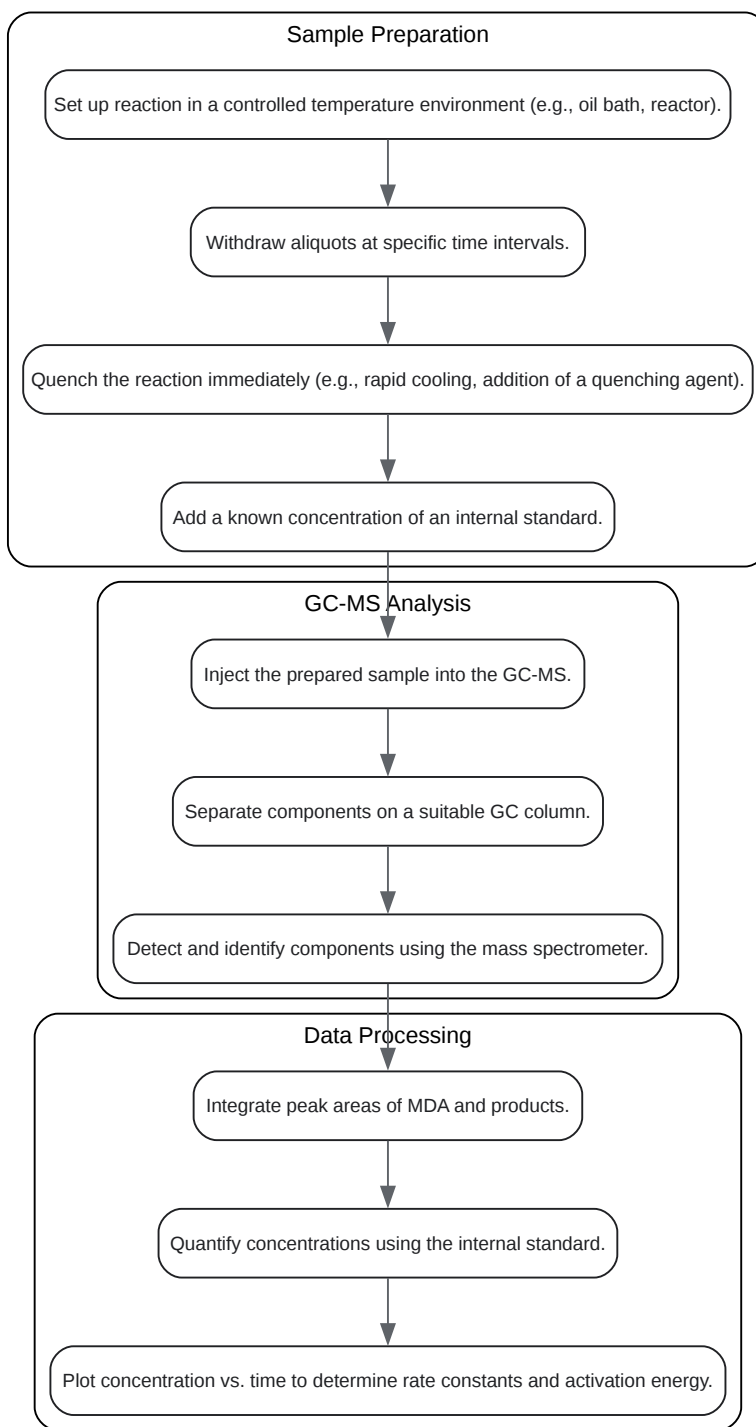 Sample Preparation
Set up reaction in a controlled temperature environment (e.g., oil bath, reactor).
Withdraw aliquots at specific time intervals.
Quench the reaction immediately (e.g., rapid cooling, addition of a quenching agent).
Add a known concentration of an internal standard.
GC-MS Analysis
Inject the prepared sample into the GC-MS.
Separate components on a suitable GC column.
Detect and identify components using the mass spectrometer.
Data Processing
Integrate peak areas of MDA and products.
Quantify concentrations using the internal standard.
Plot concentration vs. time to determine rate constants and activation energy.